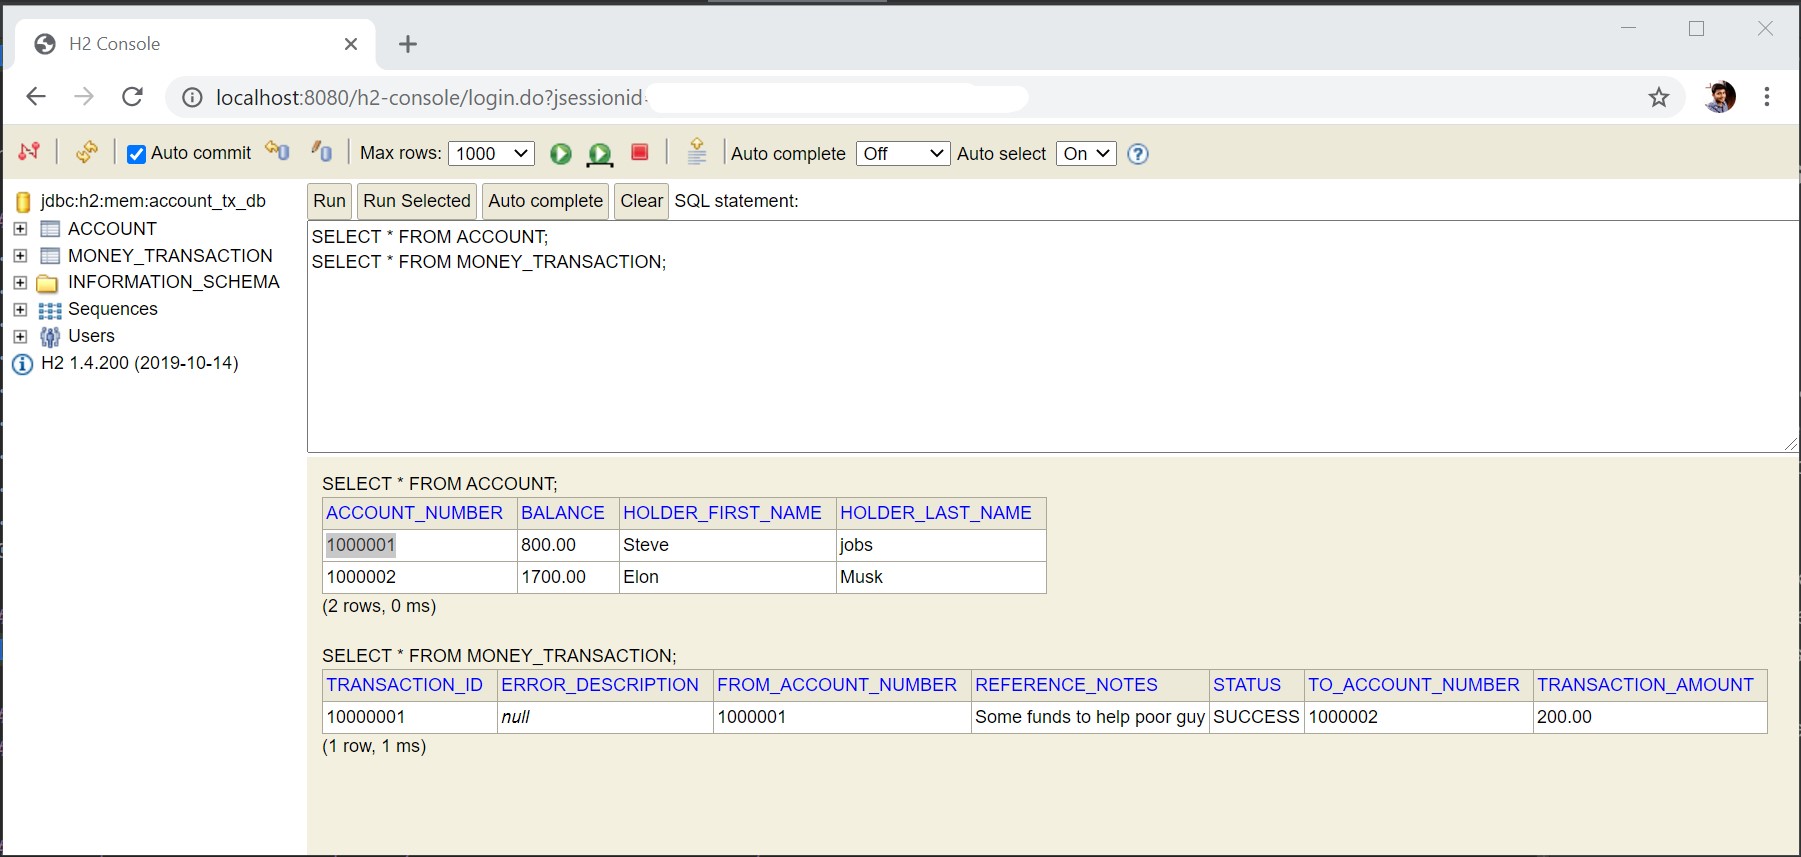 H2 Console
localhost:8080/h2-console/login.do?jsessionid
Auto commit Max rows: 1000 Auto complete Off Auto select On
jdbc:h2:mem:account_tx_db
ACCOUNT
MONEY_TRANSACTION
INFORMATION_SCHEMA
Sequences
Users
H2 1.4.200 (2019-10-14)
Run Run Selected Auto complete Clear SQL statement:
SELECT * FROM ACCOUNT;
SELECT * FROM MONEY_TRANSACTION;
SELECT * FROM ACCOUNT;
ACCOUNT_NUMBER BALANCE HOLDER_FIRST_NAME HOLDER_LAST_NAME
1000001 800.00 Steve jobs
1000002 1700.00 Elon Musk
(2 rows, 0 ms)
SELECT * FROM MONEY_TRANSACTION;
TRANSACTION_ID ERROR_DESCRIPTION FROM_ACCOUNT_NUMBER REFERENCE_NOTES STATUS TO_ACCOUNT_NUMBER TRANSACTION_AMOUNT
10000001 null 1000001 Some funds to help poor guy SUCCESS 1000002 200.00
(1 row, 1 ms)